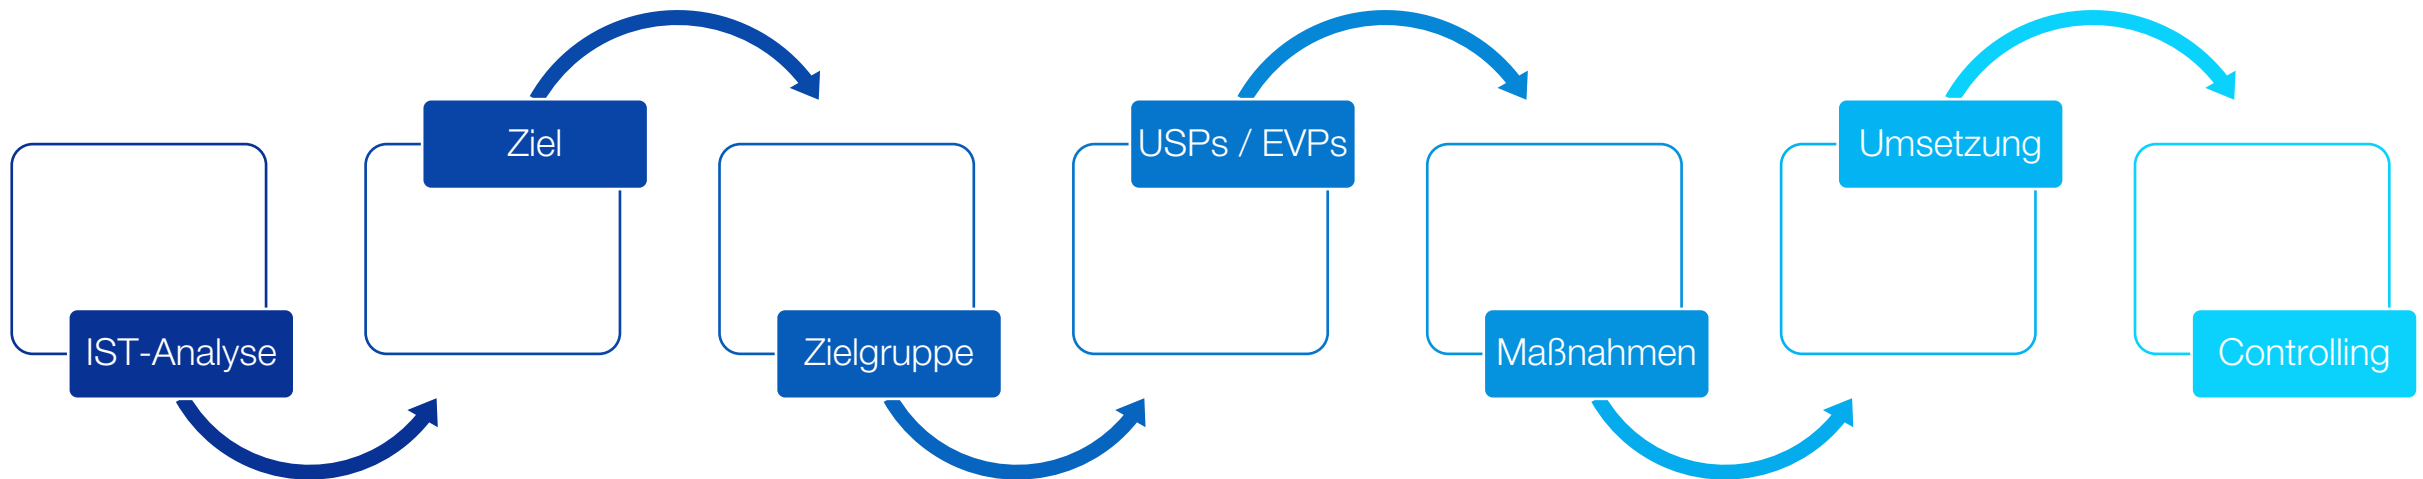 IST-Analyse
Ziel
Zielgruppe
USPs / EVPs
Maßnahmen
Umsetzung
Controlling